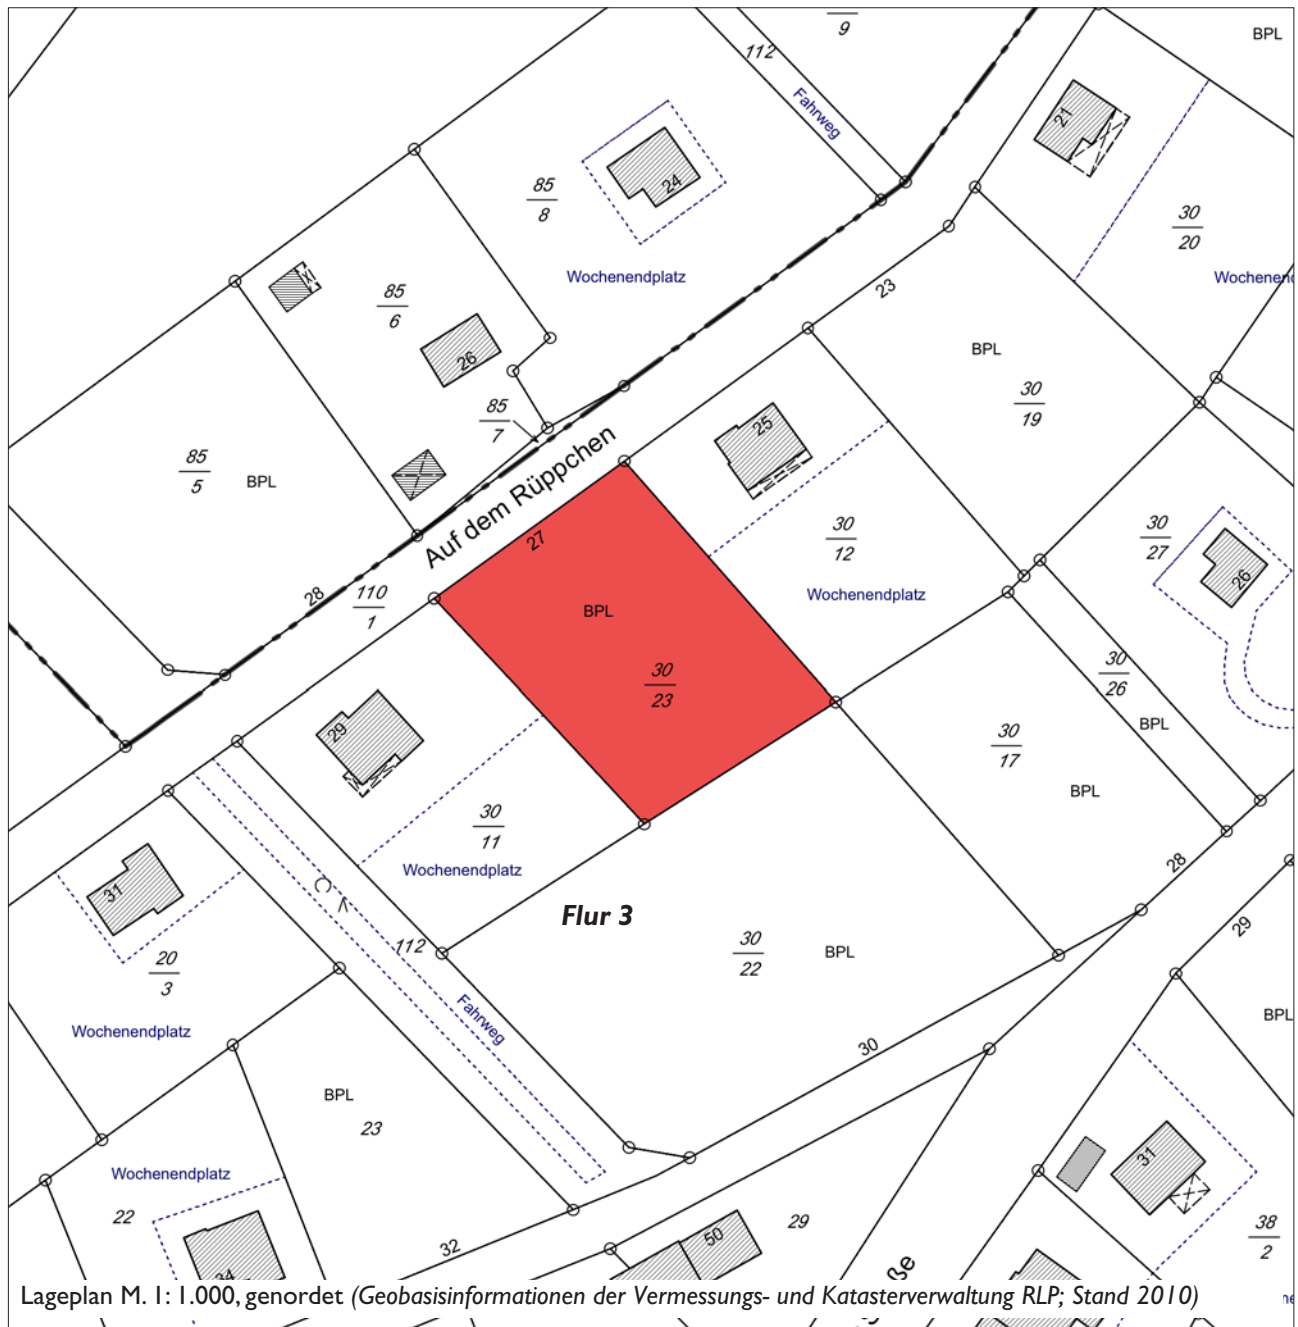 9
BPL
112
Fahrweg
21
24
85
8
30
20
Wochenendplatz
Wochenen
XI
85
6
23
26
BPL
30
19
85
7
25
85
5
BPL
Auf dem Rüppchen
27
30
12
30
27
26
28
110
1
BPL
Wochenendplatz
30
23
30
26
BPL
29
30
17
BPL
30
11
Wochenendplatz
31
C V
Flur 3
28
29
20
3
112
30
22
BPL
Wochenendplatz
Fahrweg
BPL
30
BPL
23
Wochenendplatz
22
31
29
38
2
32
50
34
ße
Lageplan M. 1: 1.000, genordet (Geobasisinformationen der Vermessungs- und Katasterverwaltung RLP; Stand 2010)